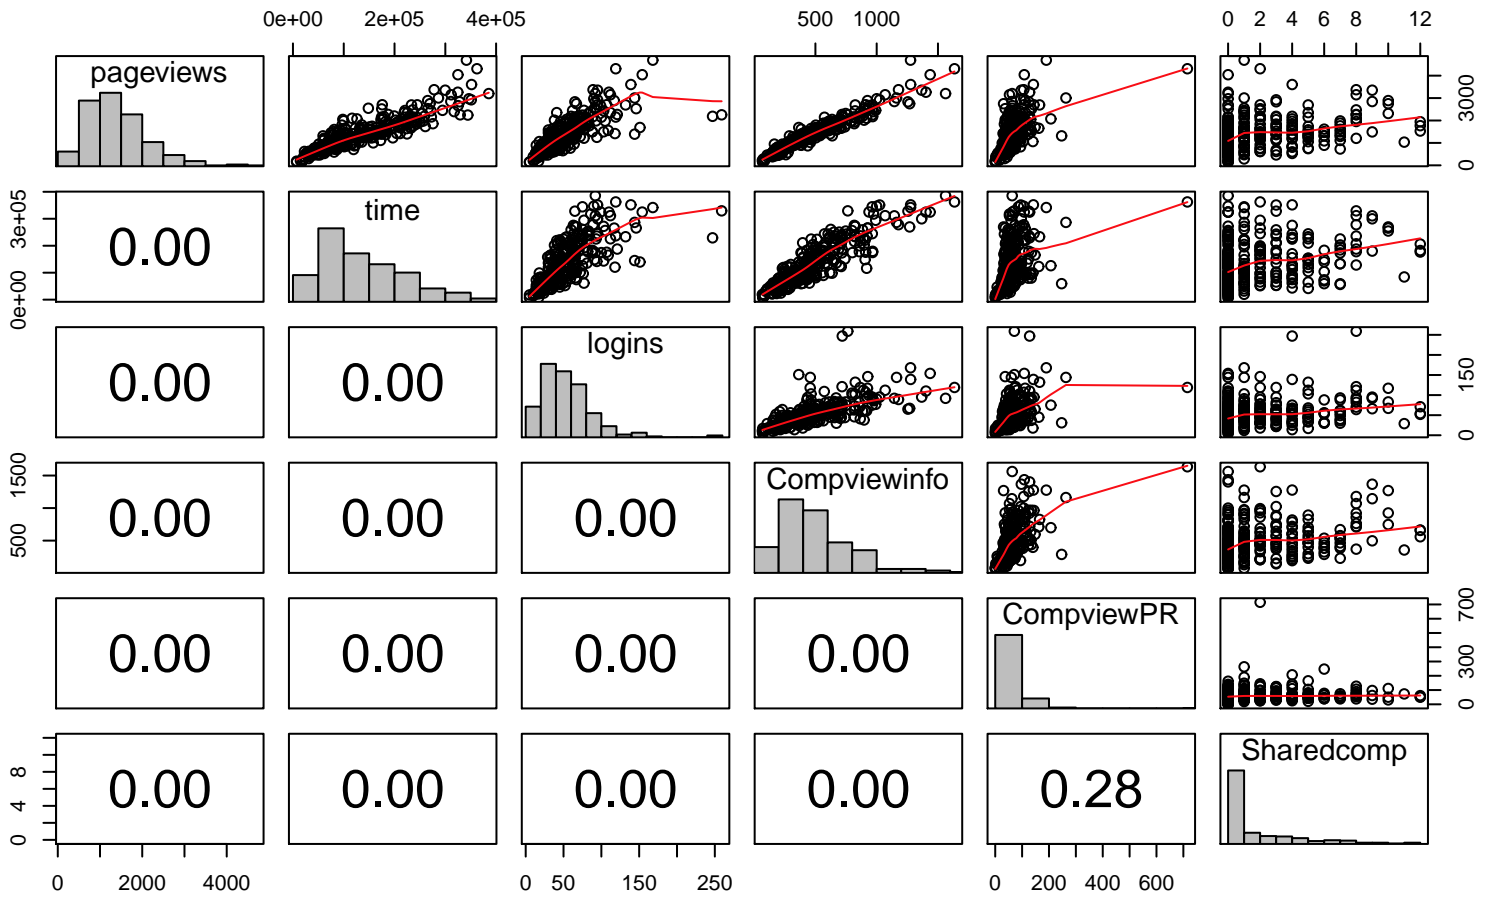 0e+00 2e+05 4e+05 500 1000 0 2 4 6 8 12
pageviews
0 3000
time
0.00
0e+00 3e+05
logins
0.00 0.00
0 150
Compviewinfo
0.00 0.00 0.00
500 1500
CompviewPR
0.00 0.00 0.00 0.00
0 300 700
Sharedcomp
0.00 0.00 0.00 0.00 0.28
0 4 8
0 2000 4000 0 50 150 250 0 200 400 600